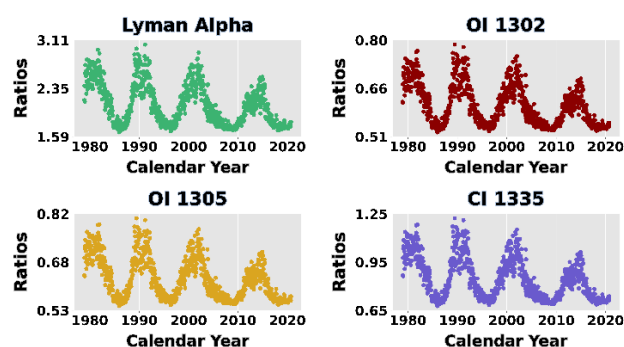 Lyman Alpha
3.11
2.35
1.59
Ratios
1980 1990 2000 2010 2020
Calendar Year
OI 1302
0.80
0.66
0.51
Ratios
1980 1990 2000 2010 2020
Calendar Year
OI 1305
0.82
0.68
0.53
Ratios
1980 1990 2000 2010 2020
Calendar Year
CI 1335
1.25
0.95
0.65
Ratios
1980 1990 2000 2010 2020
Calendar Year